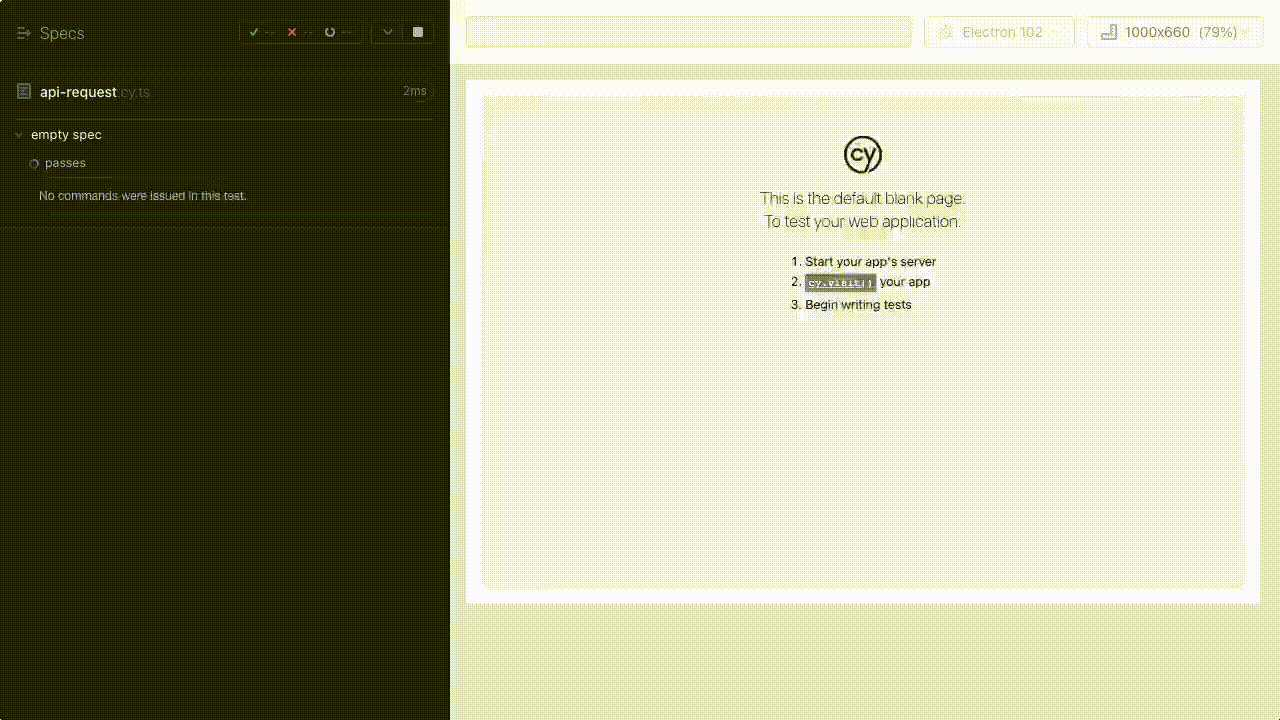 Specs
-- -- --
Electron 102
1000x660 (79%)
api-request.cy.ts
2ms
empty spec
passes
No commands were issued in this test.
cy
This is the default blank page.
To test your web application:
1. Start your app's server
2. cy.visit() your app
3. Begin writing tests